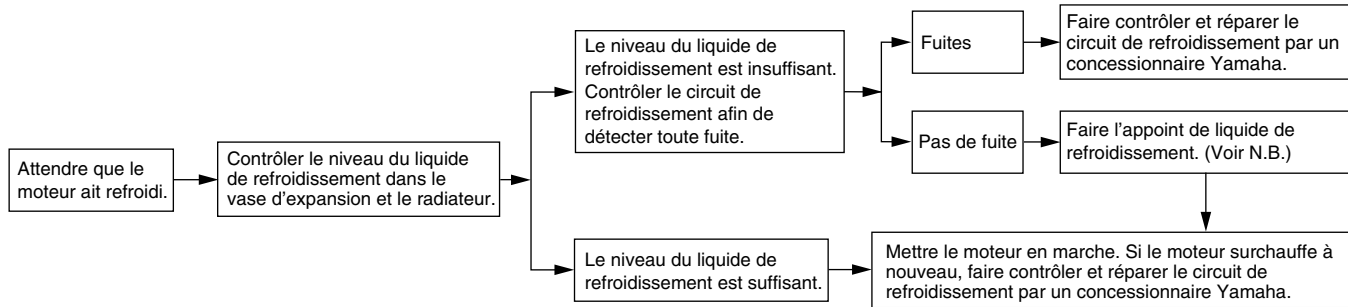 Attendre que le
moteur ait refroidi.
Contrôler le niveau du liquide
de refroidissement dans le
vase d'expansion et le radiateur.
Le niveau du liquide de
refroidissement est insuffisant.
Contrôler le circuit de
refroidissement afin de
détecter toute fuite.
Fuites
Faire contrôler et réparer le
circuit de refroidissement par un
concessionnaire Yamaha.
Pas de fuite
Faire l'appoint de liquide de
refroidissement. (Voir N.B.)
Le niveau du liquide de
refroidissement est suffisant.
Mettre le moteur en marche. Si le moteur surchauffe à
nouveau, faire contrôler et réparer le circuit de
refroidissement par un concessionnaire Yamaha.